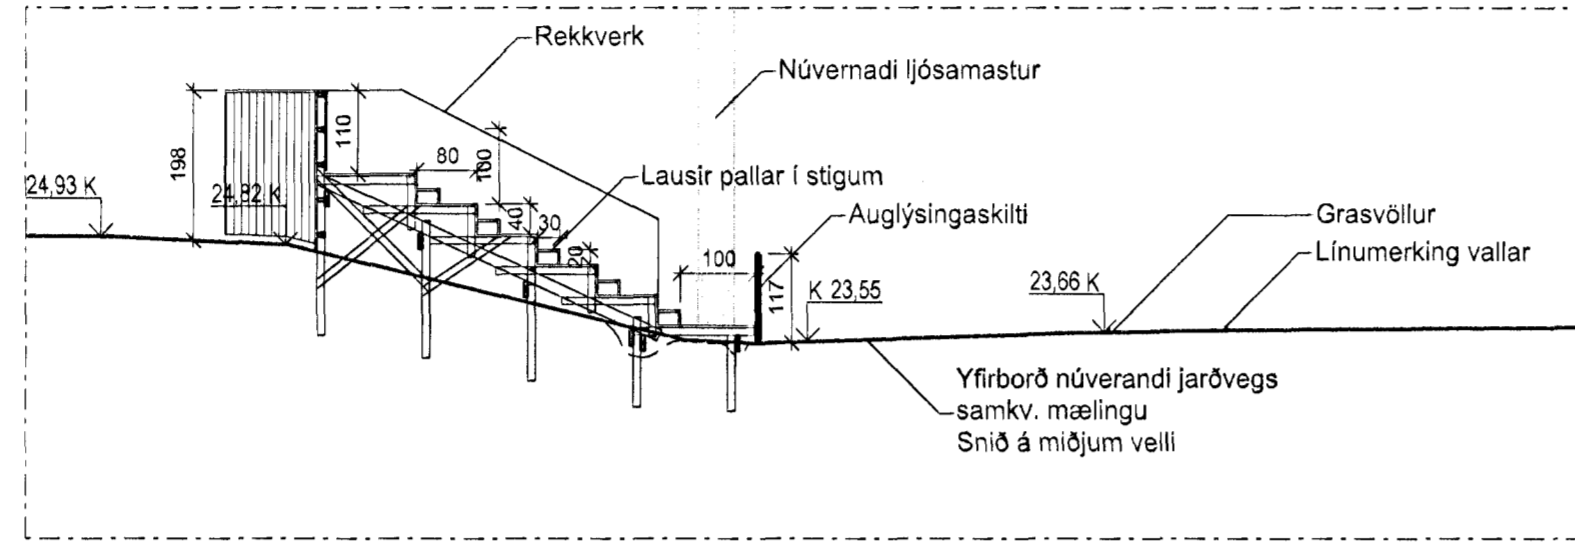 Rekkverk
Núvernadi ljósamastur
198
110
80
100
Lausir pallar í stigum
24,93 K
24,82 K
40
30
Auglýsingaskilti
Grasvöllur
20
100
117
Línumerking vallar
K 23,55
23,66 K
Yfirborð núverandi jarðvegs
samkv. mælingu
Snið á miðjum velli